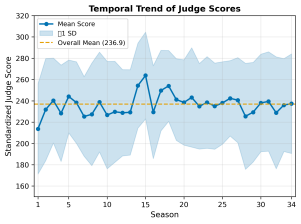 Temporal Trend of Judge Scores
Standardized Judge Score
320
300
280
260
240
220
200
180
160
Mean Score
1 SD
Overall Mean (236.9)
1 5 10 15 20 25 30 34
Season